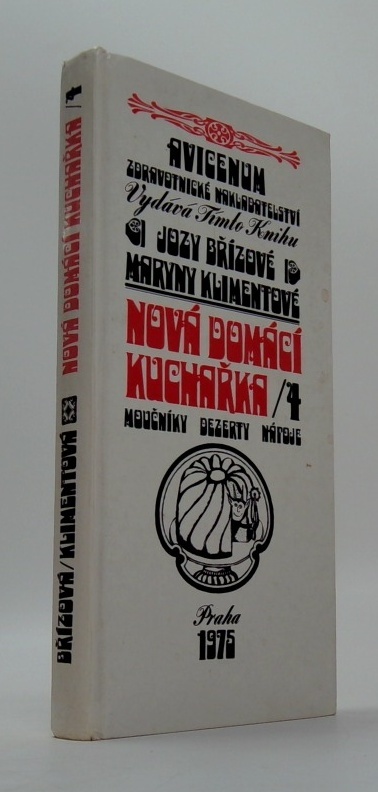 AVICENUM
ZDRAVOTNICKÉ NAKLADATELSTVÍ
Vydává Tímto Knihu
JOZY BŘÍZOVÉ
MARYNY KLIMENTOVÉ
NOVÁ DOMÁCÍ
KUCHAŘKA /4
MOUČNÍKY DEZERTY NÁPOJE
Praha
1975
BŘÍZOVÁ/KLIMENTOVÁ NOVÁ DOMÁCÍ KUCHAŘKA /4